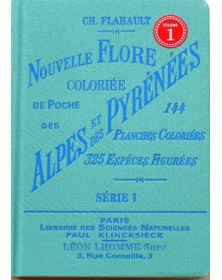 CH. FLAHAULT
VOLUME
1
NOUVELLE FLORE
COLORIÉE
DE POCHE
DES
ALPES ET DES PYRÉNÉES
144
PLANCHES COLORIÉES
325 ESPÈCES FIGURÉES
SÉRIE I
PARIS
LIBRAIRIE DES SCIENCES NATURELLES
PAUL KLINCKSIECK
LÉON LHOMME Succ.
3, Rue Corneille, 3